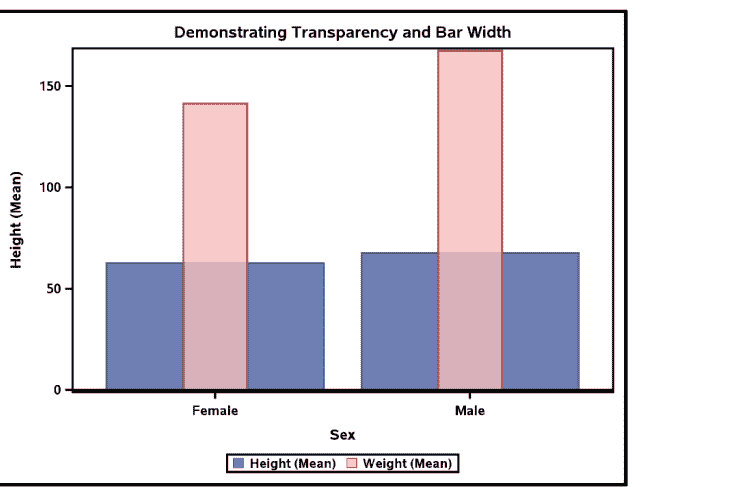 Demonstrating Transparency and Bar Width
150
100
50
0
Height (Mean)
Female
Male
Sex
Height (Mean)
Weight (Mean)